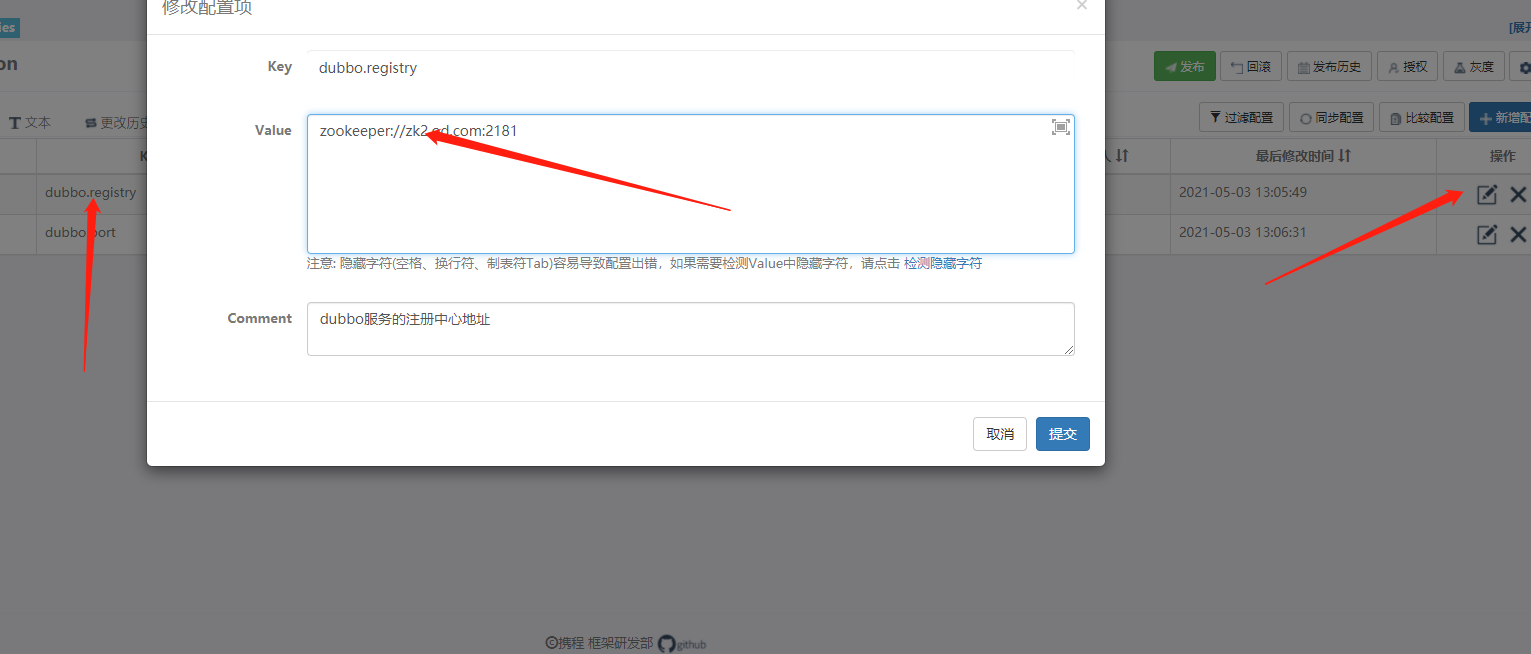 修改配置项
×
ies
[展开
on
Key
dubbo.registry
发布
回滚
发布历史
授权
灰度
文本
更改历史
Value
zookeeper://zk2.od.com:2181
过滤配置
同步配置
比较配置
新增配
K
人
最后修改时间
操作
dubbo.registry
2021-05-03 13:05:49
dubbo.port
2021-05-03 13:06:31
注意: 隐藏字符(空格、换行符、制表符Tab)容易导致配置出错，如果需要检测Value中隐藏字符，请点击 检测隐藏字符
Comment
dubbo服务的注册中心地址
取消
提交
©携程 框架研发部 github